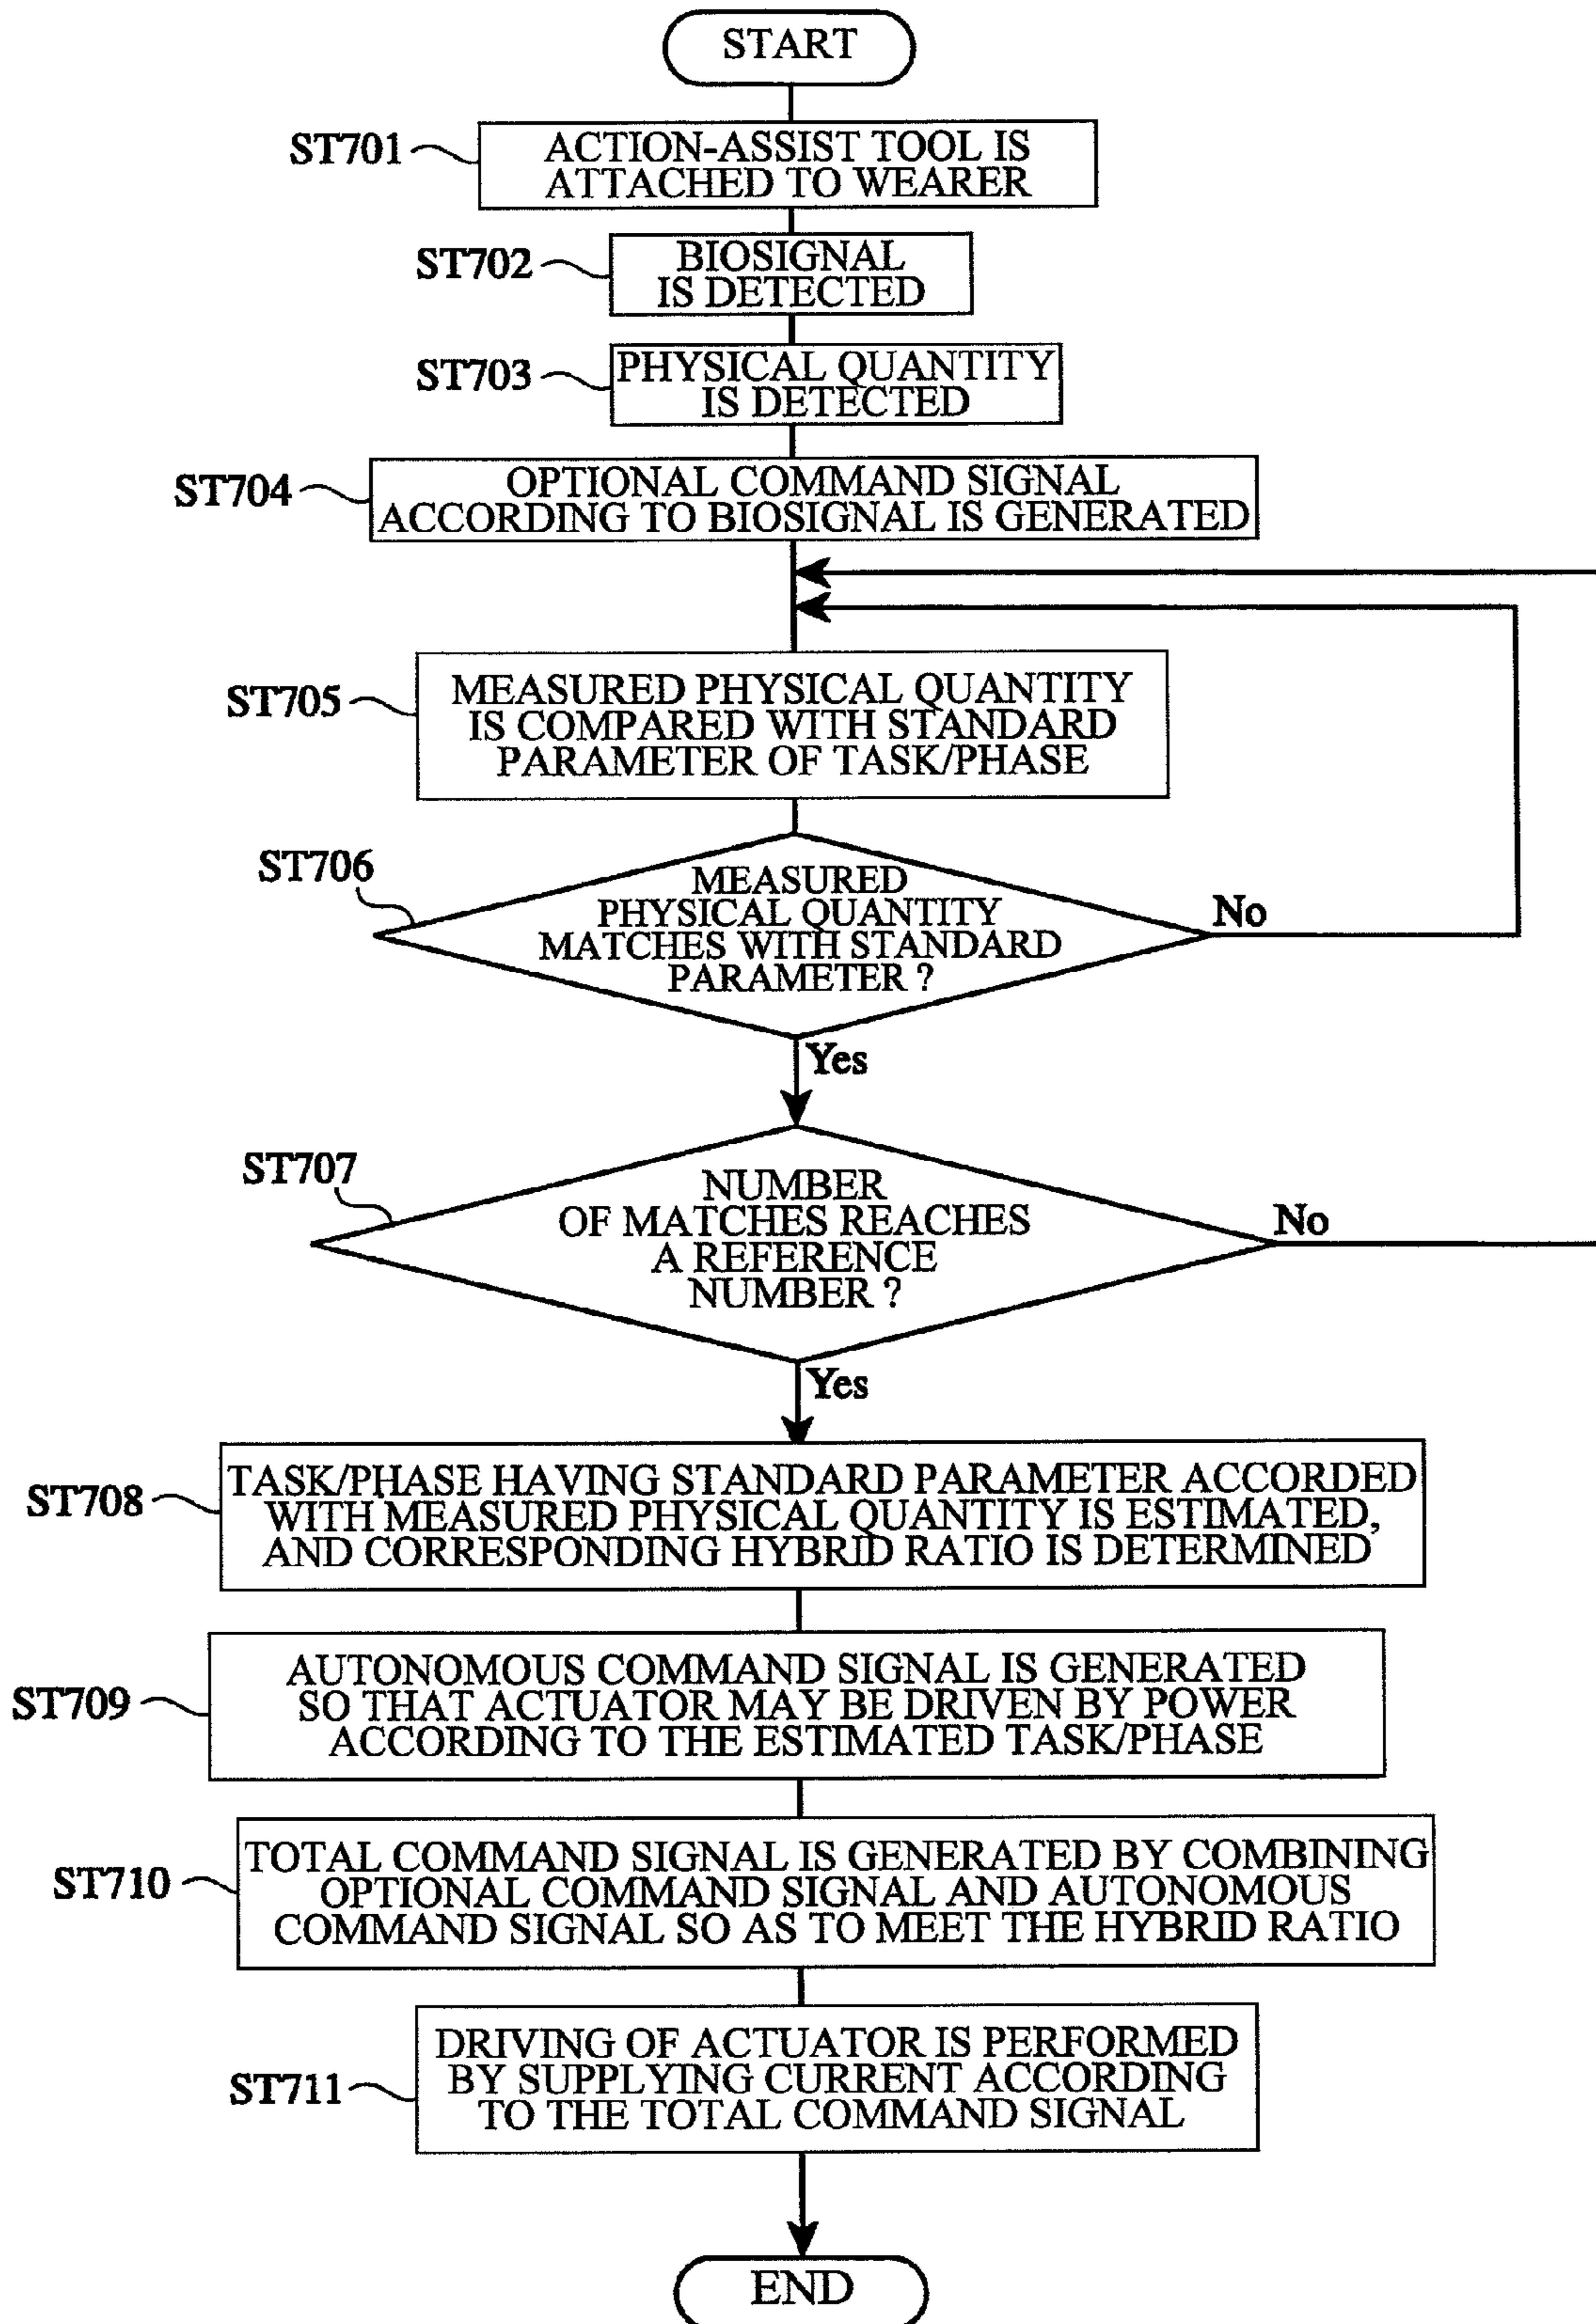 START
ST701
ACTION-ASSIST TOOL IS
ATTACHED TO WEARER
ST702
BIOSIGNAL
IS DETECTED
ST703
PHYSICAL QUANTITY
IS DETECTED
ST704
OPTIONAL COMMAND SIGNAL
ACCORDING TO BIOSIGNAL IS GENERATED
ST705
MEASURED PHYSICAL QUANTITY
IS COMPARED WITH STANDARD
PARAMETER OF TASK/PHASE
ST706
MEASURED
PHYSICAL QUANTITY
MATCHES WITH STANDARD
PARAMETER ?
No
Yes
ST707
NUMBER
OF MATCHES REACHES
A REFERENCE
NUMBER ?
No
Yes
ST708
TASK/PHASE HAVING STANDARD PARAMETER ACCORDED
WITH MEASURED PHYSICAL QUANTITY IS ESTIMATED,
AND CORRESPONDING HYBRID RATIO IS DETERMINED
ST709
AUTONOMOUS COMMAND SIGNAL IS GENERATED
SO THAT ACTUATOR MAY BE DRIVEN BY POWER
ACCORDING TO THE ESTIMATED TASK/PHASE
ST710
TOTAL COMMAND SIGNAL IS GENERATED BY COMBINING
OPTIONAL COMMAND SIGNAL AND AUTONOMOUS
COMMAND SIGNAL SO AS TO MEET THE HYBRID RATIO
ST711
DRIVING OF ACTUATOR IS PERFORMED
BY SUPPLYING CURRENT ACCORDING
TO THE TOTAL COMMAND SIGNAL
END